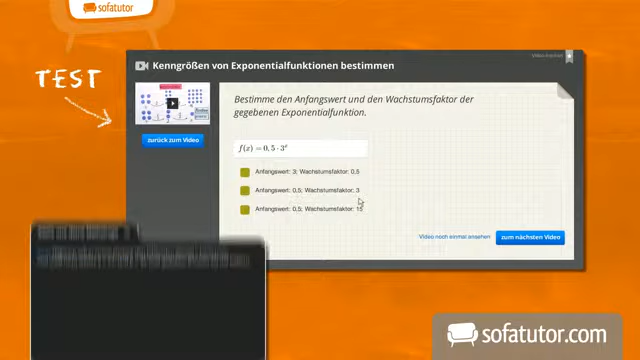 sofatutor
TEST
Kenngrößen von Exponentialfunktionen bestimmen
zurück zum Video
Bestimme den Anfangswert und den Wachstumsfaktor der
gegebenen Exponentialfunktion.
f(x) = 0, 5 · 3ˣ
Anfangswert: 3; Wachstumsfaktor: 0,5
Anfangswert: 0,5; Wachstumsfaktor: 3
Anfangswert: 0,5; Wachstumsfaktor: 15
Video noch einmal ansehen
zum nächsten Video
sofatutor.com